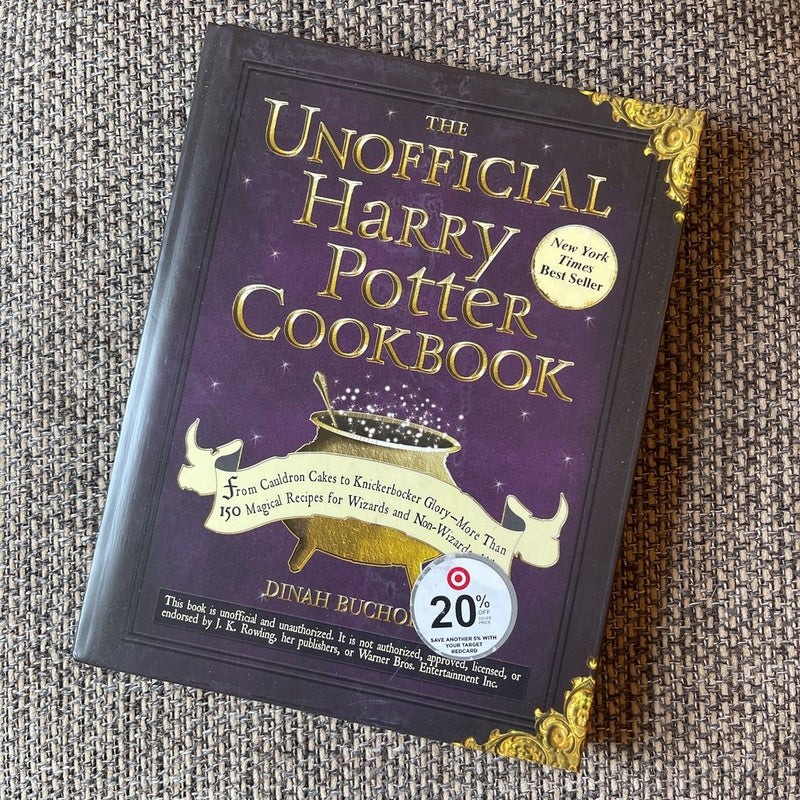 THE
UNOFFICIAL
HARRY
POTTER
COOKBOOK
New York
Times
Best Seller
From Cauldron Cakes to Knickerbocker Glory—More Than
150 Magical Recipes for Wizards and Non-Wizards
DINAH
20% OFF COVER PRICE
SAVE ANOTHER 5% WITH
YOUR TARGET
REDCARD
This book is unofficial and unauthorized. It is not authorized, approved, licensed, or
endorsed by J. K. Rowling, her publishers, or Warner Bros. Entertainment Inc.